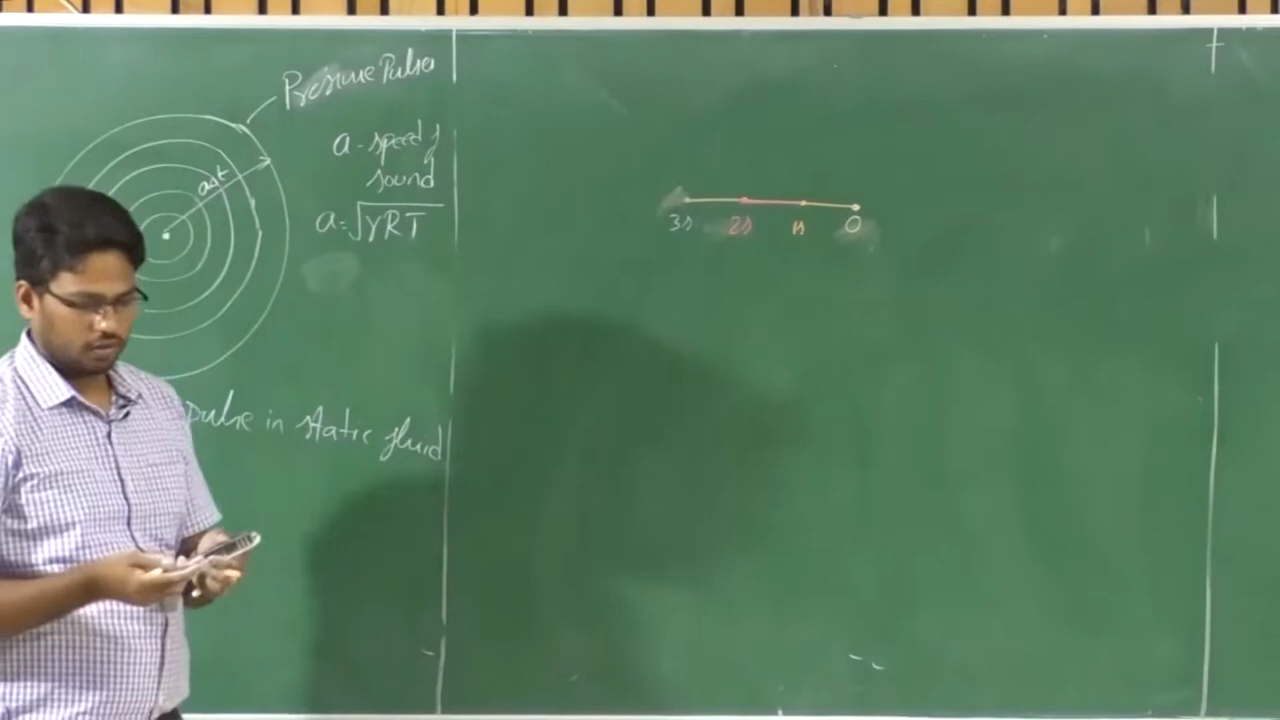 Pressure Pulse
a - speed of
sound
a = √γRT
aΔt
Pulse in static fluid
3s 2s 1s 0